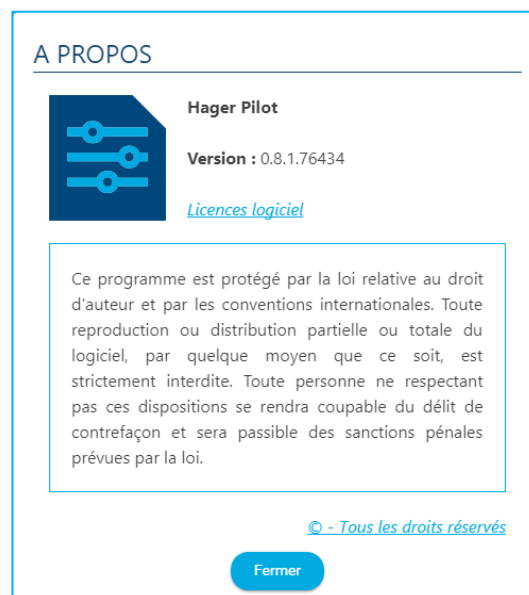 A PROPOS
Hager Pilot
Version : 0.8.1.76434
Licences logiciel
Ce programme est protégé par la loi relative au droit
d'auteur et par les conventions internationales. Toute
reproduction ou distribution partielle ou totale du
logiciel, par quelque moyen que ce soit, est
strictement interdite. Toute personne ne respectant
pas ces dispositions se rendra coupable du délit de
contrefaçon et sera passible des sanctions pénales
prévues par la loi.
© - Tous les droits réservés
Fermer